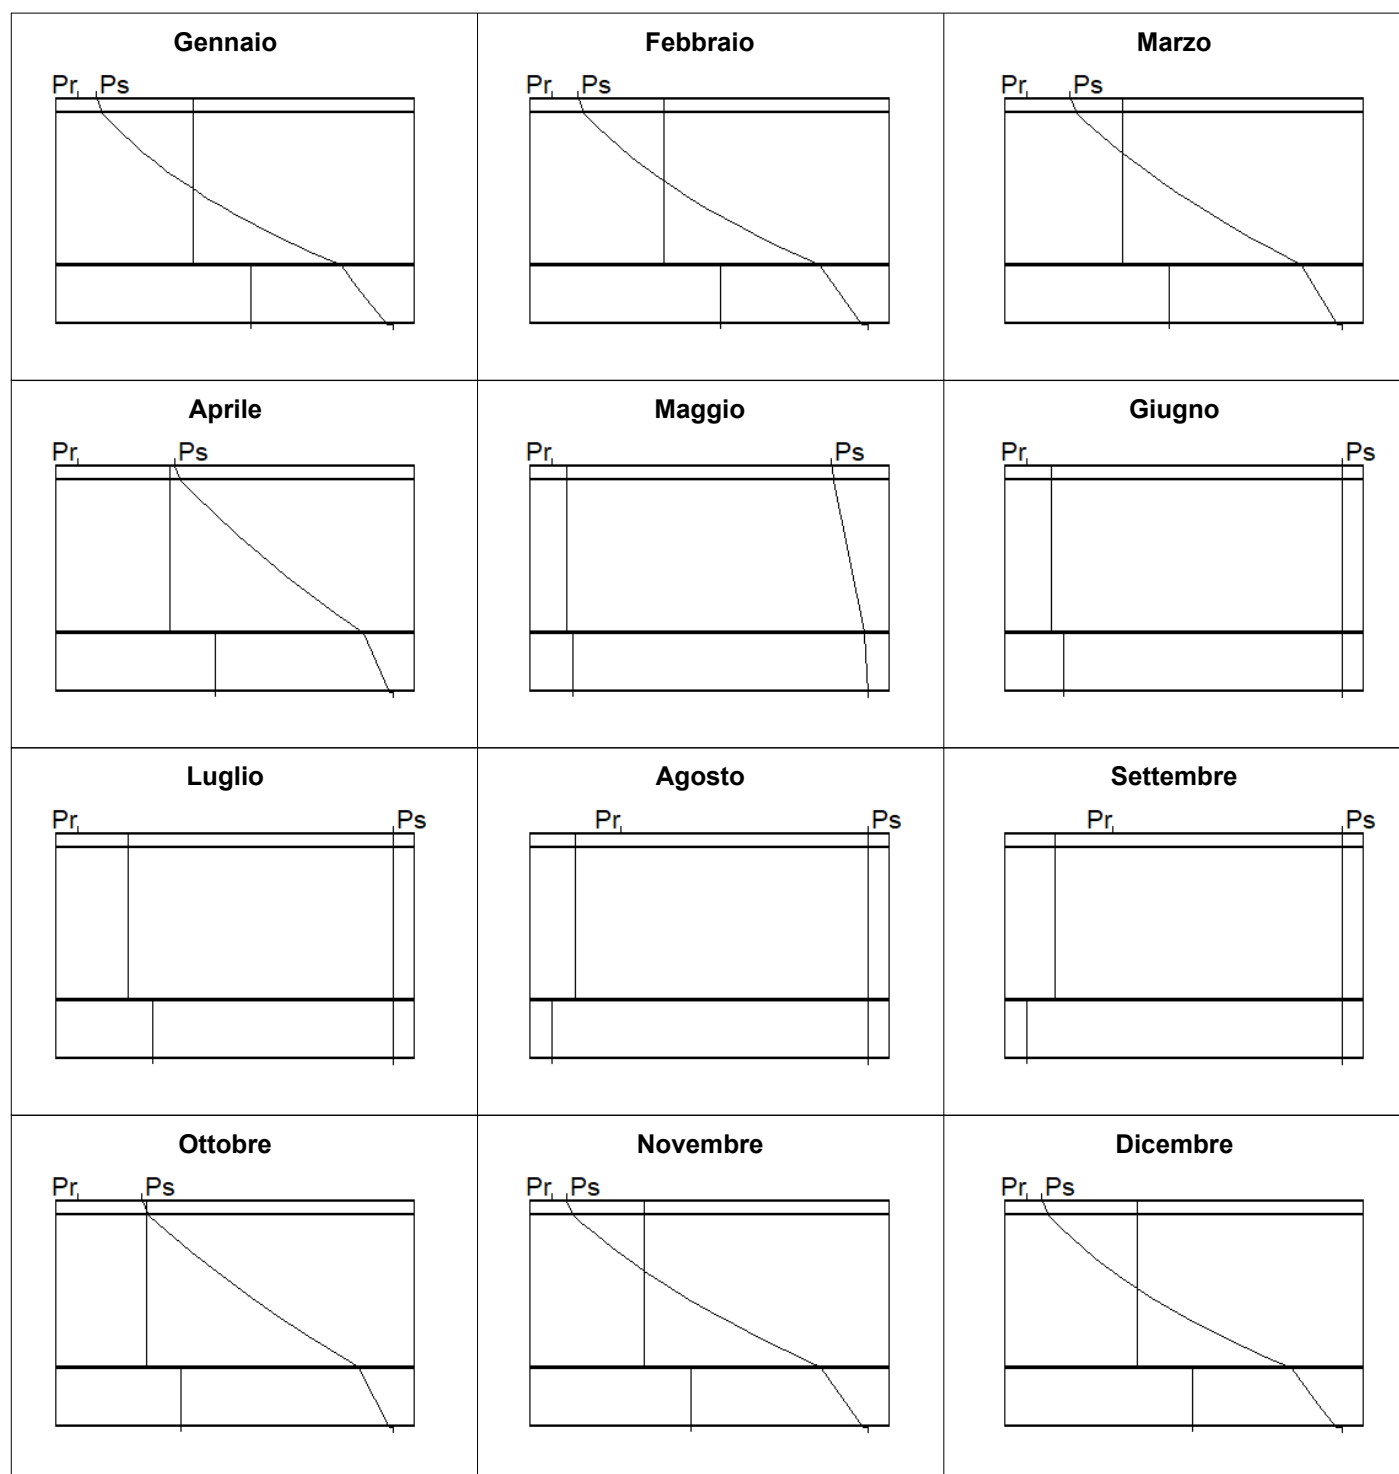 Gennaio Febbraio Marzo
Pr Ps Pr Ps Pr Ps
Aprile Maggio Giugno
Pr Ps Pr Ps Pr Ps
Luglio Agosto Settembre
Pr Ps Pr Ps Pr Ps
Ottobre Novembre Dicembre
Pr Ps Pr Ps Pr Ps